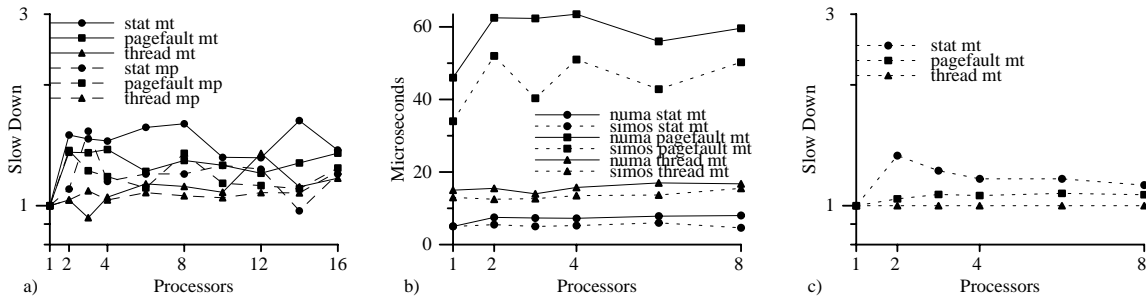 3
1
Slow Down
stat mt
pagefault mt
thread mt
stat mp
pagefault mp
thread mp
1 2 4 8 12 16
a)
Processors
60
40
20
0
Microseconds
numa stat mt
simos stat mt
numa pagefault mt
simos pagefault mt
numa thread mt
simos thread mt
1 2 4 8
b)
Processors
3
2
1
Slow Down
stat mt
pagefault mt
thread mt
1 2 4 8
c)
Processors